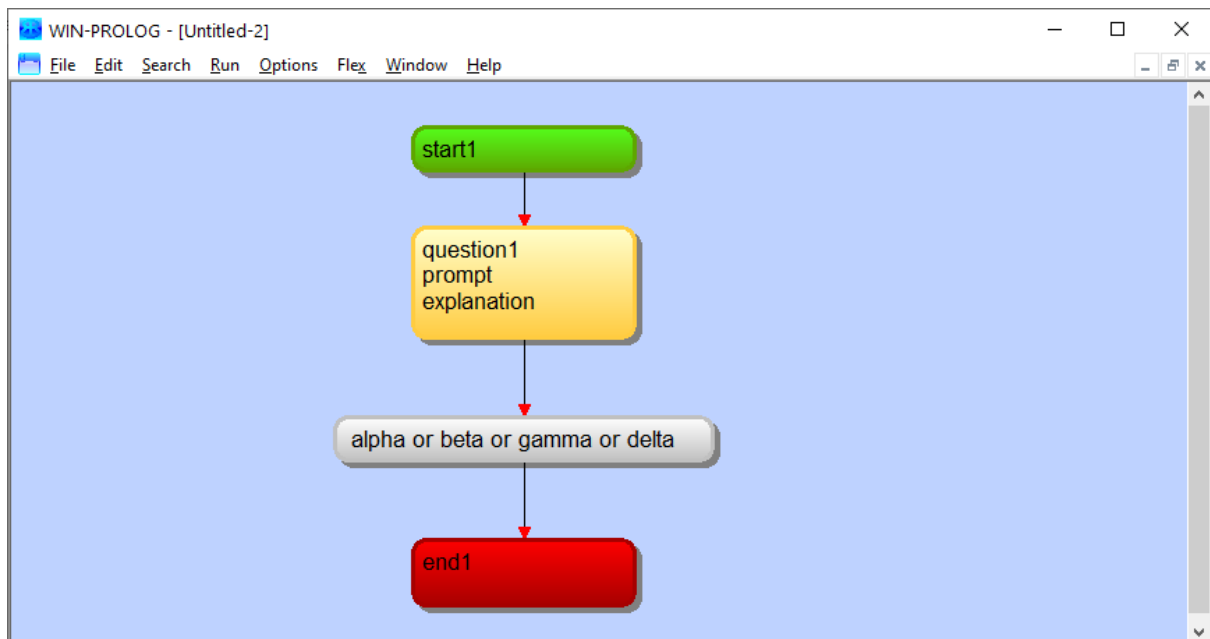 WIN-PROLOG - [Untitled-2]
File Edit Search Run Options Flex Window Help
start1
question1
prompt
explanation
alpha or beta or gamma or delta
end1